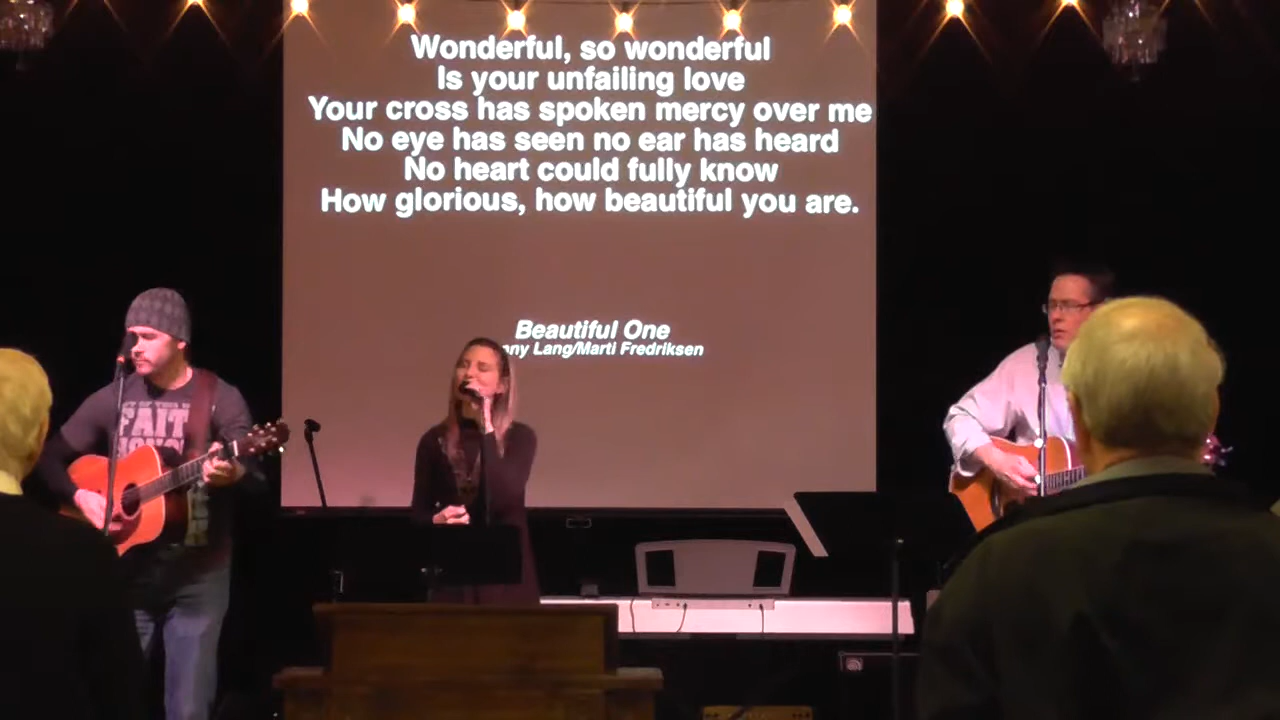 Wonderful, so wonderful
Is your unfailing love
Your cross has spoken mercy over me
No eye has seen no ear has heard
No heart could fully know
How glorious, how beautiful you are.
Beautiful One
Lang/Marti Fredriksen